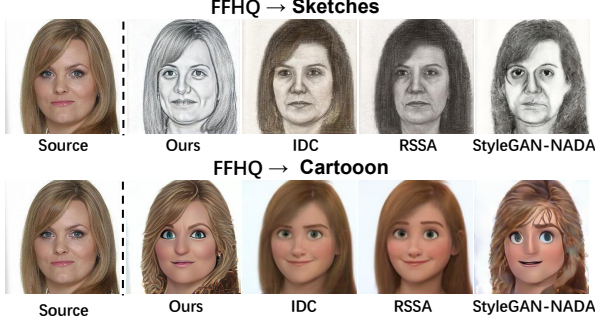 FFHQ → Sketches
Source Ours IDC RSSA StyleGAN-NADA
FFHQ → Cartooon
Source Ours IDC RSSA StyleGAN-NADA